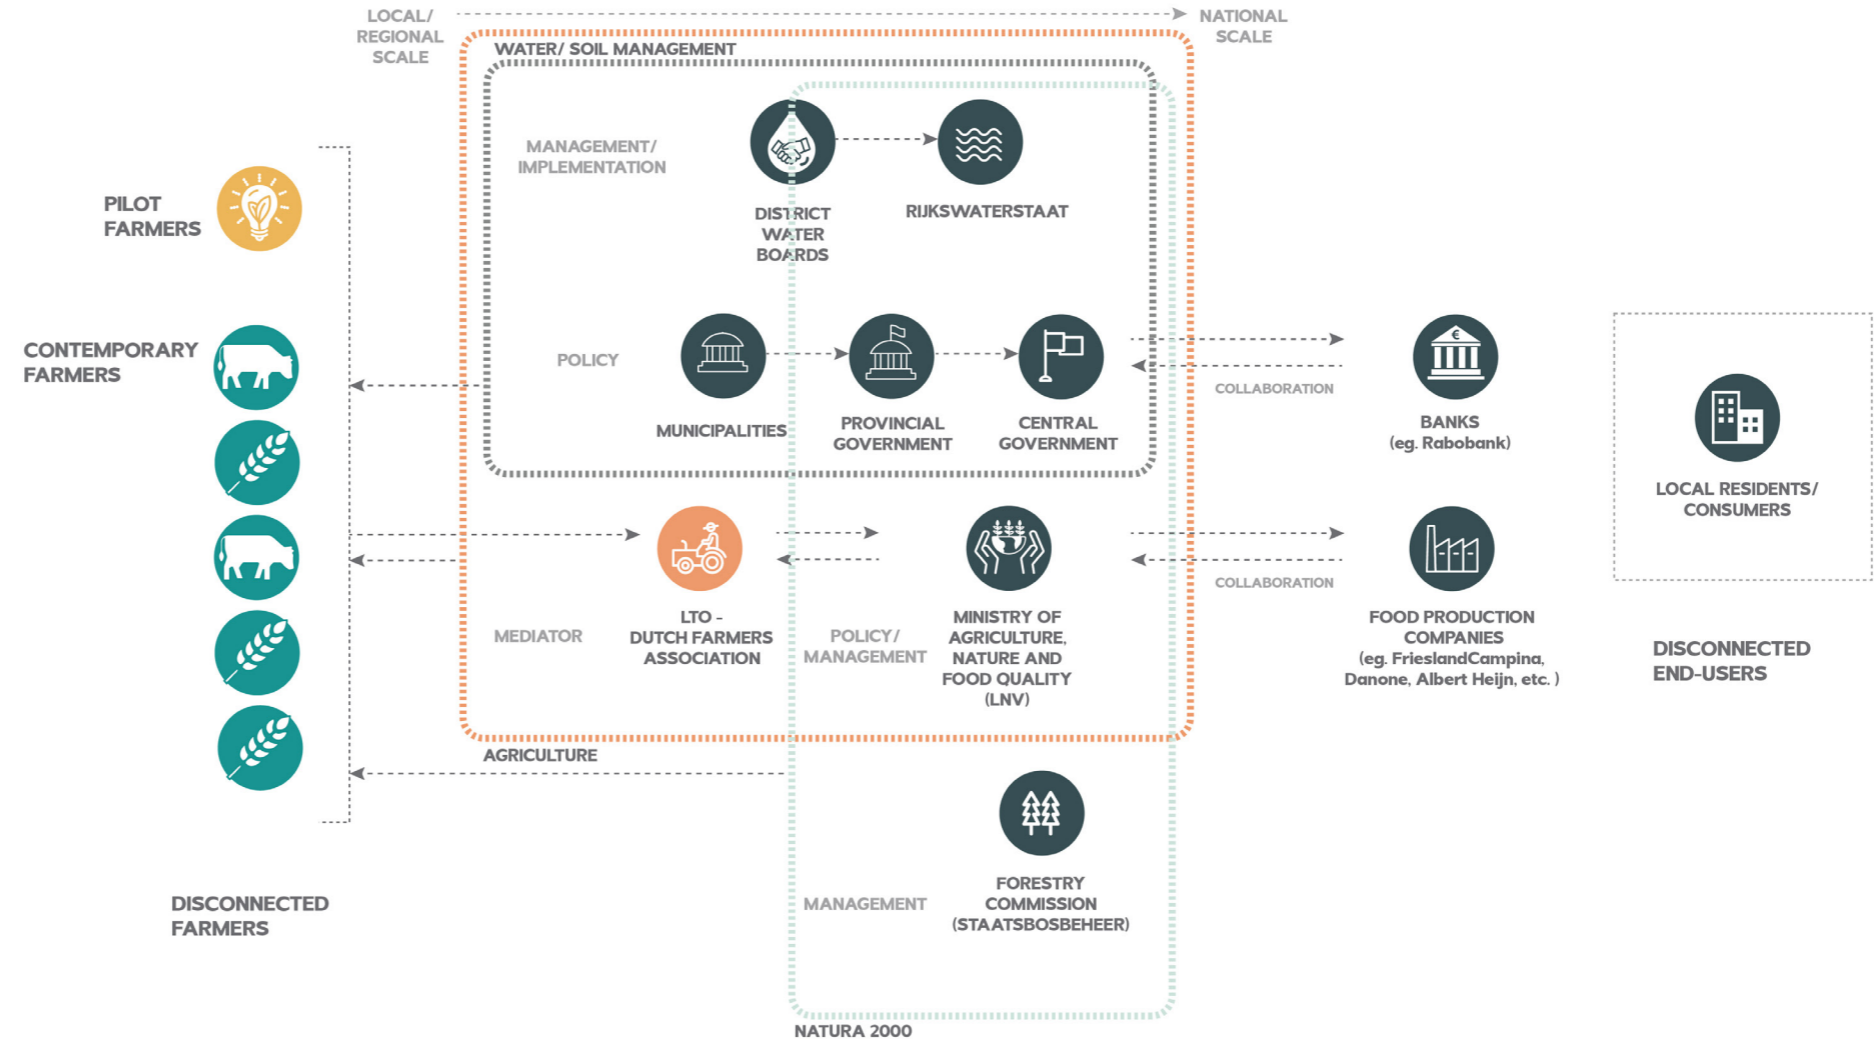 LOCAL/
REGIONAL
SCALE
NATIONAL
SCALE
WATER/ SOIL MANAGEMENT
MANAGEMENT/
IMPLEMENTATION
DISTRICT
WATER
BOARDS
RIJKSWATERSTAAT
PILOT
FARMERS
CONTEMPORARY
FARMERS
POLICY
MUNICIPALITIES
PROVINCIAL
GOVERNMENT
CENTRAL
GOVERNMENT
COLLABORATION
€
BANKS
(eg. Rabobank)
LOCAL RESIDENTS/
CONSUMERS
MEDIATOR
LTO -
DUTCH FARMERS
ASSOCIATION
POLICY/
MANAGEMENT
MINISTRY OF
AGRICULTURE,
NATURE AND
FOOD QUALITY
(LNV)
COLLABORATION
FOOD PRODUCTION
COMPANIES
(eg. FrieslandCampina,
Danone, Albert Heijn, etc. )
DISCONNECTED
END-USERS
AGRICULTURE
DISCONNECTED
FARMERS
MANAGEMENT
FORESTRY
COMMISSION
(STAATSBOSBEHEER)
NATURA 2000